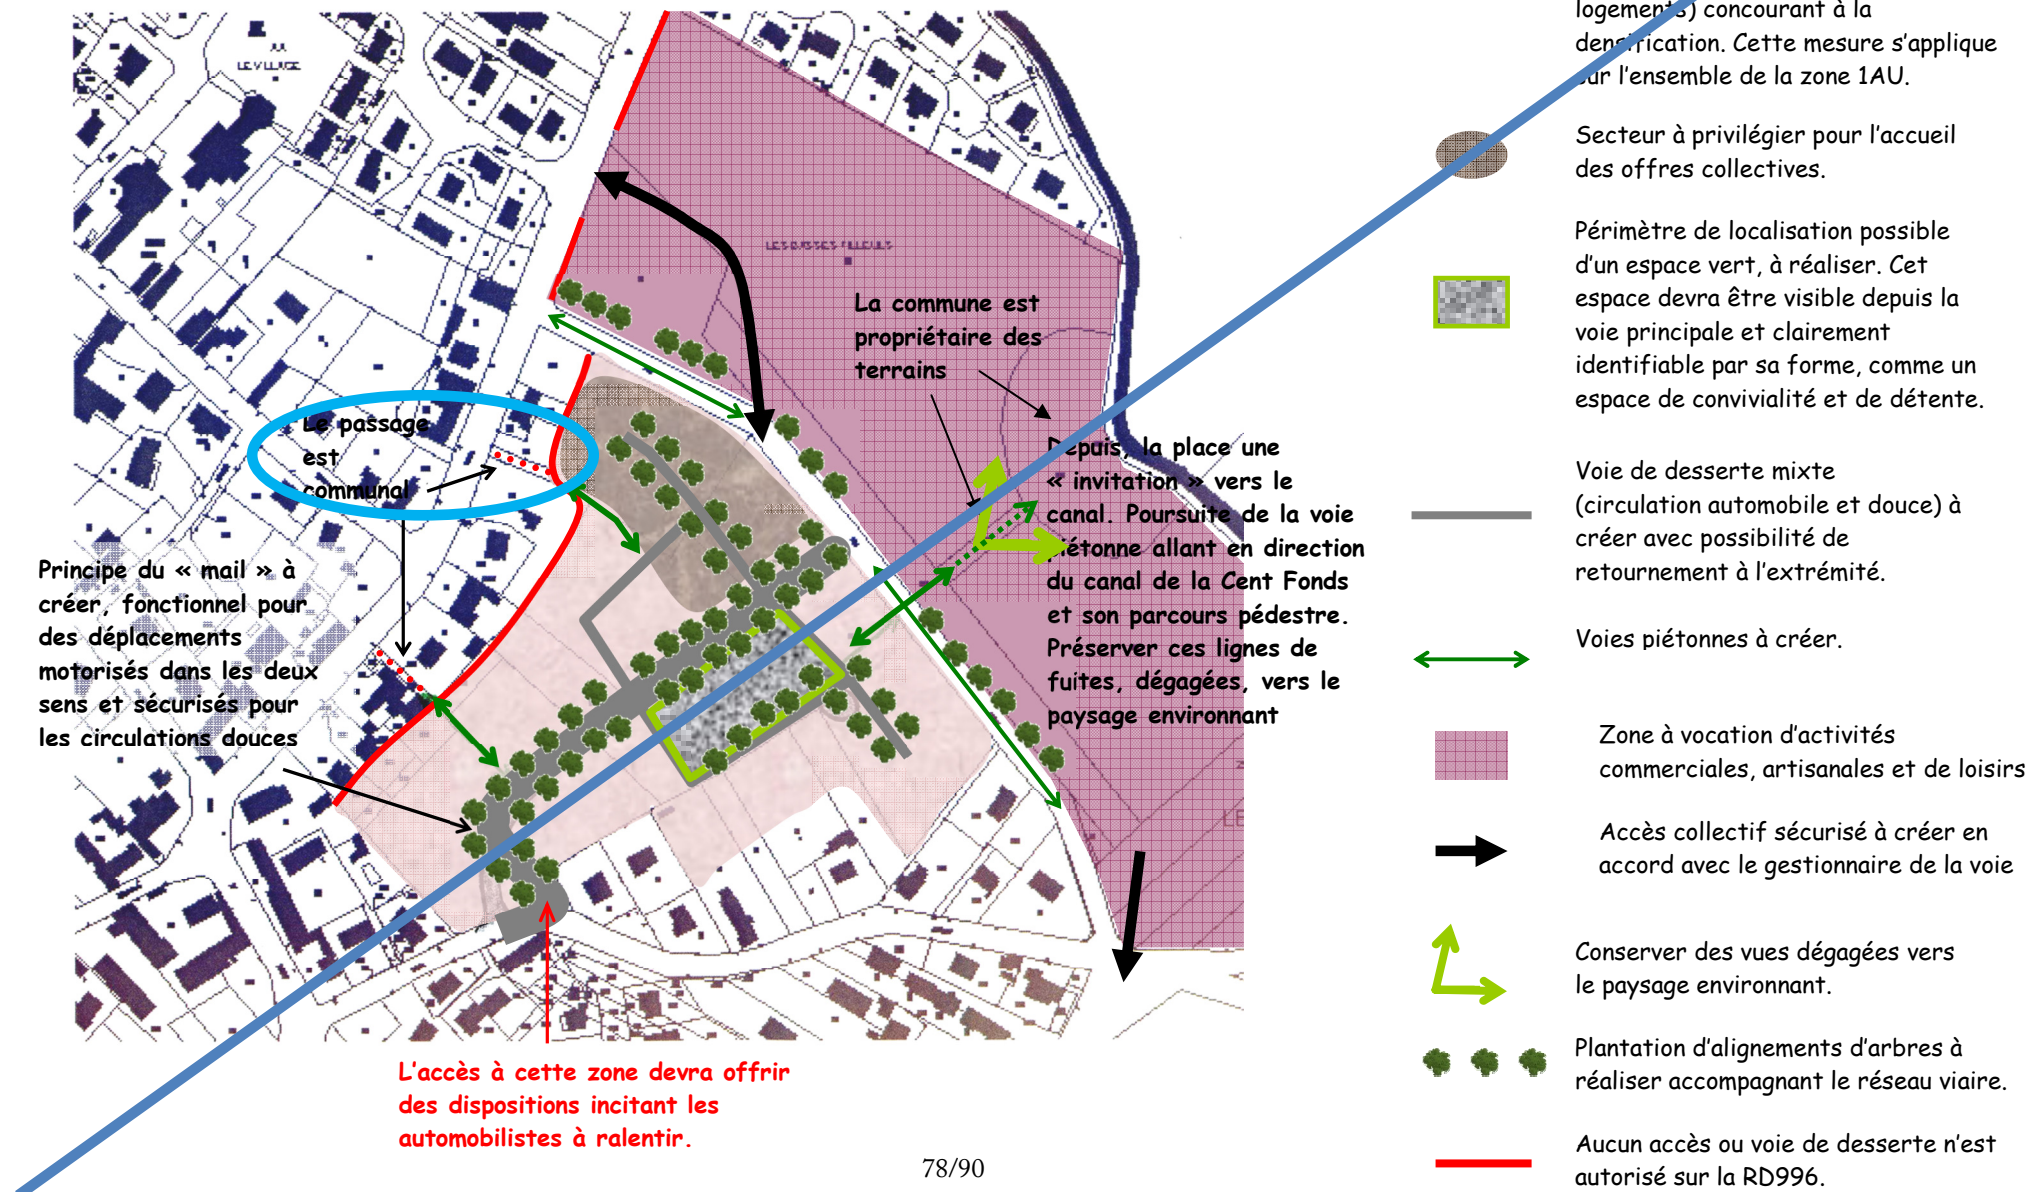 LE VILLAGE
La commune est
propriétaire des
terrains
Le passage
est
communal
Depuis, la place une
« invitation » vers le
canal. Poursuite de la voie
piétonne allant en direction
du canal de la Cent Fonds
et son parcours pédestre.
Préserver ces lignes de
fuites, dégagées, vers le
paysage environnant
Principe du « mail » à
créer, fonctionnel pour
des déplacements
motorisés dans les deux
sens et sécurisés pour
les circulations douces
L'accès à cette zone devra offrir
des dispositions incitant les
automobilistes à ralentir.
logements) concourant à la
densification. Cette mesure s'applique
sur l'ensemble de la zone 1AU.
Secteur à privilégier pour l'accueil
des offres collectives.
Périmètre de localisation possible
d'un espace vert, à réaliser. Cet
espace devra être visible depuis la
voie principale et clairement
identifiable par sa forme, comme un
espace de convivialité et de détente.
Voie de desserte mixte
(circulation automobile et douce) à
créer avec possibilité de
retournement à l'extrémité.
Voies piétonnes à créer.
Zone à vocation d'activités
commerciales, artisanales et de loisirs
Accès collectif sécurisé à créer en
accord avec le gestionnaire de la voie
Conserver des vues dégagées vers
le paysage environnant.
Plantation d'alignements d'arbres à
réaliser accompagnant le réseau viaire.
Aucun accès ou voie de desserte n'est
autorisé sur la RD996.
78/90